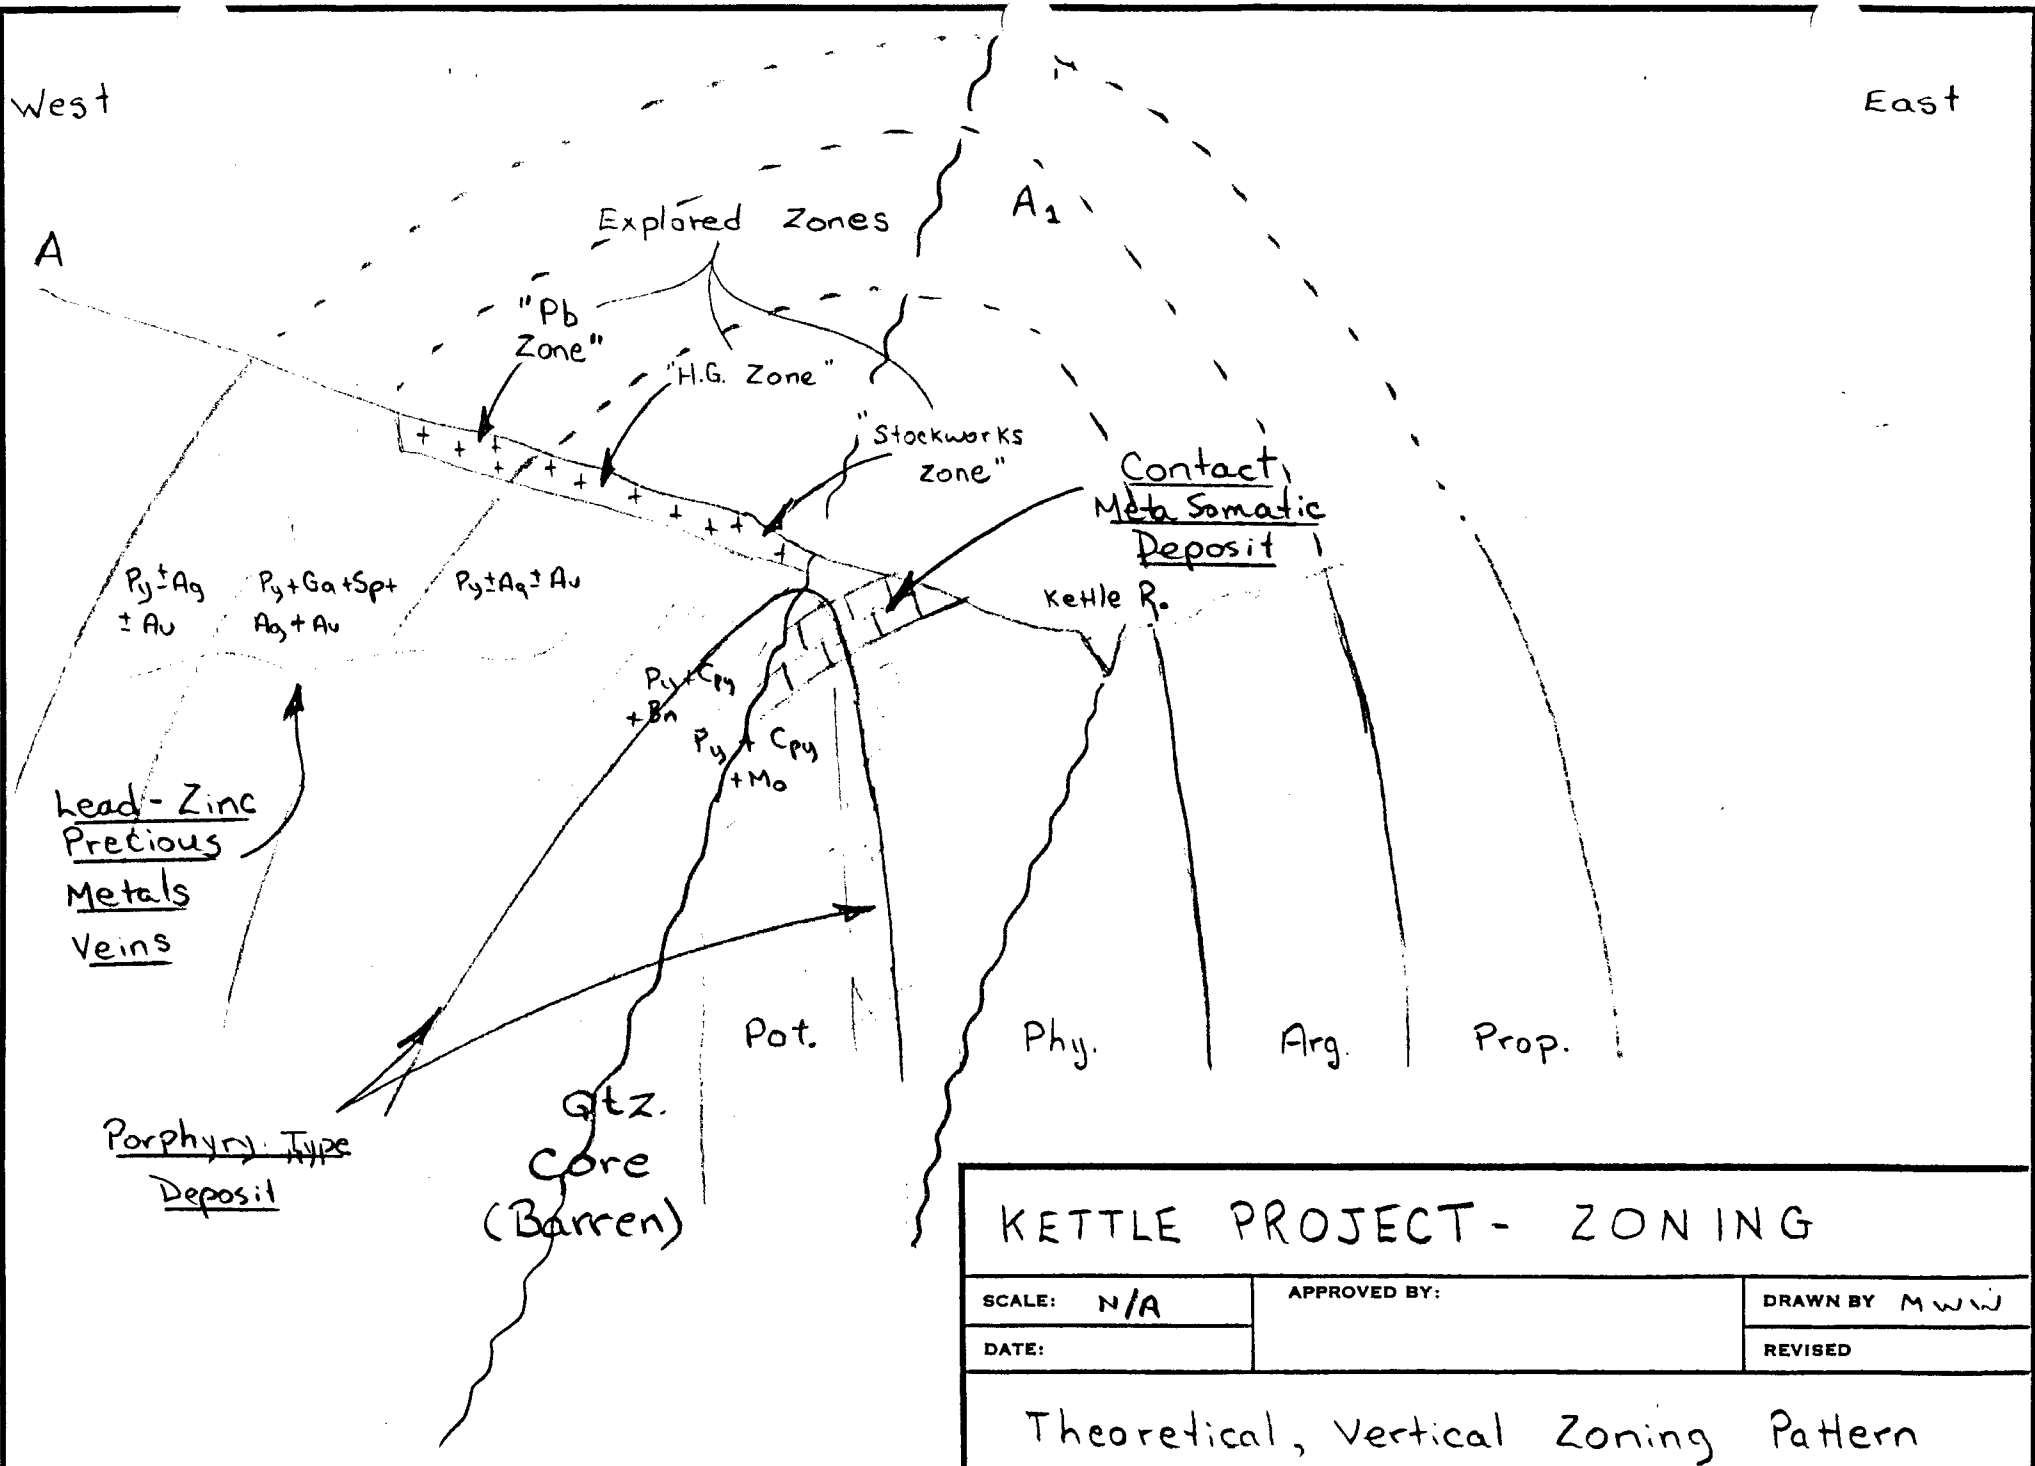 West
East
A
A1
Explored Zones
"Pb
Zone"
"H.G. Zone"
"Stockworks
Zone"
Contact
Meta Somatic
Deposit
Kettle R.
Py±Ag
± Au
Py+Ga+Sp+
Ag+Au
Py±Ag±Au
Py+Cpy
+Bn
Py + Cpy
+Mo
Lead-Zinc
Precious
Metals
Veins
Pot.
Phy.
Arg.
Prop.
Qtz.
Core
(Barren)
Porphyry Type
Deposit
KETTLE PROJECT - ZONING
SCALE: N/A
APPROVED BY:
DRAWN BY MWW
DATE:
REVISED
Theoretical, Vertical Zoning Pattern